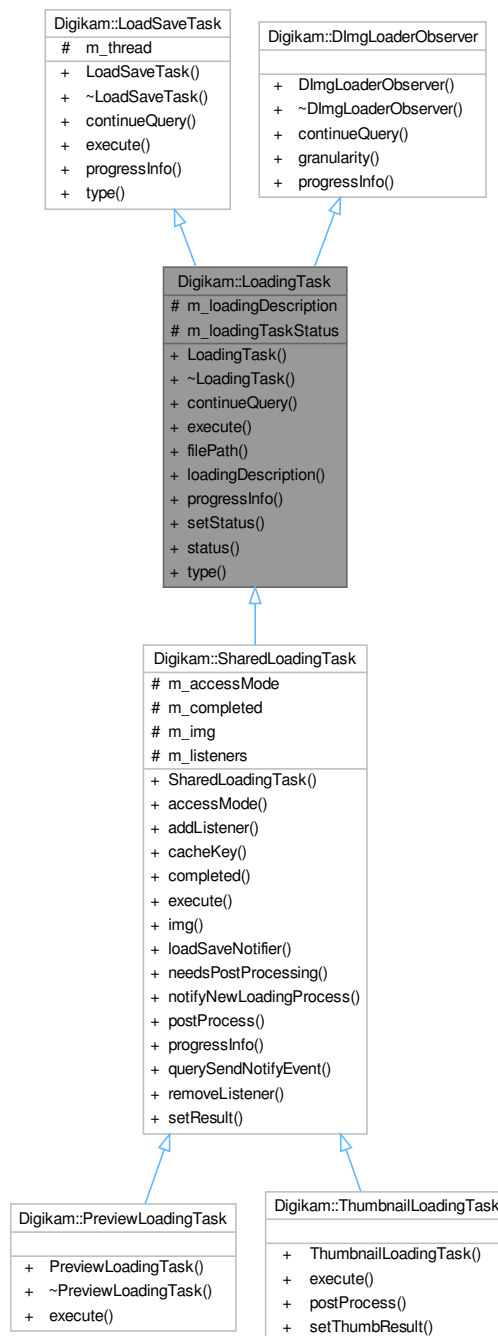 Digikam::LoadSaveTask
# m_thread
+ LoadSaveTask()
+ ~LoadSaveTask()
+ continueQuery()
+ execute()
+ progressInfo()
+ type()
Digikam::DImgLoaderObserver
+ DImgLoaderObserver()
+ ~DImgLoaderObserver()
+ continueQuery()
+ granularity()
+ progressInfo()
Digikam::LoadingTask
# m_loadingDescription
# m_loadingTaskStatus
+ LoadingTask()
+ ~LoadingTask()
+ continueQuery()
+ execute()
+ filePath()
+ loadingDescription()
+ progressInfo()
+ setStatus()
+ status()
+ type()
Digikam::SharedLoadingTask
# m_accessMode
# m_completed
# m_img
# m_listeners
+ SharedLoadingTask()
+ accessMode()
+ addListener()
+ cacheKey()
+ completed()
+ execute()
+ img()
+ loadSaveNotifier()
+ needsPostProcessing()
+ notifyNewLoadingProcess()
+ postProcess()
+ progressInfo()
+ querySendNotifyEvent()
+ removeListener()
+ setResult()
Digikam::PreviewLoadingTask
+ PreviewLoadingTask()
+ ~PreviewLoadingTask()
+ execute()
Digikam::ThumbnailLoadingTask
+ ThumbnailLoadingTask()
+ execute()
+ postProcess()
+ setThumbResult()